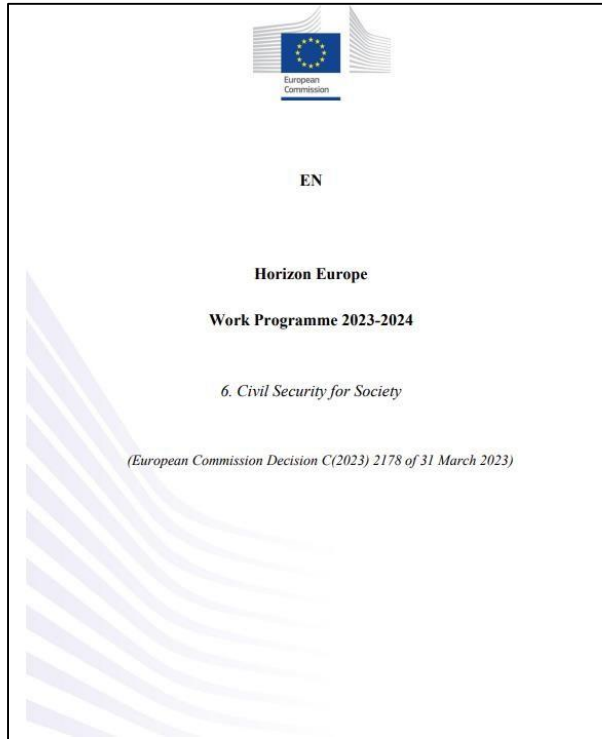 European
Commission
EN
Horizon Europe
Work Programme 2023-2024
6. Civil Security for Society
(European Commission Decision C(2023) 2178 of 31 March 2023)